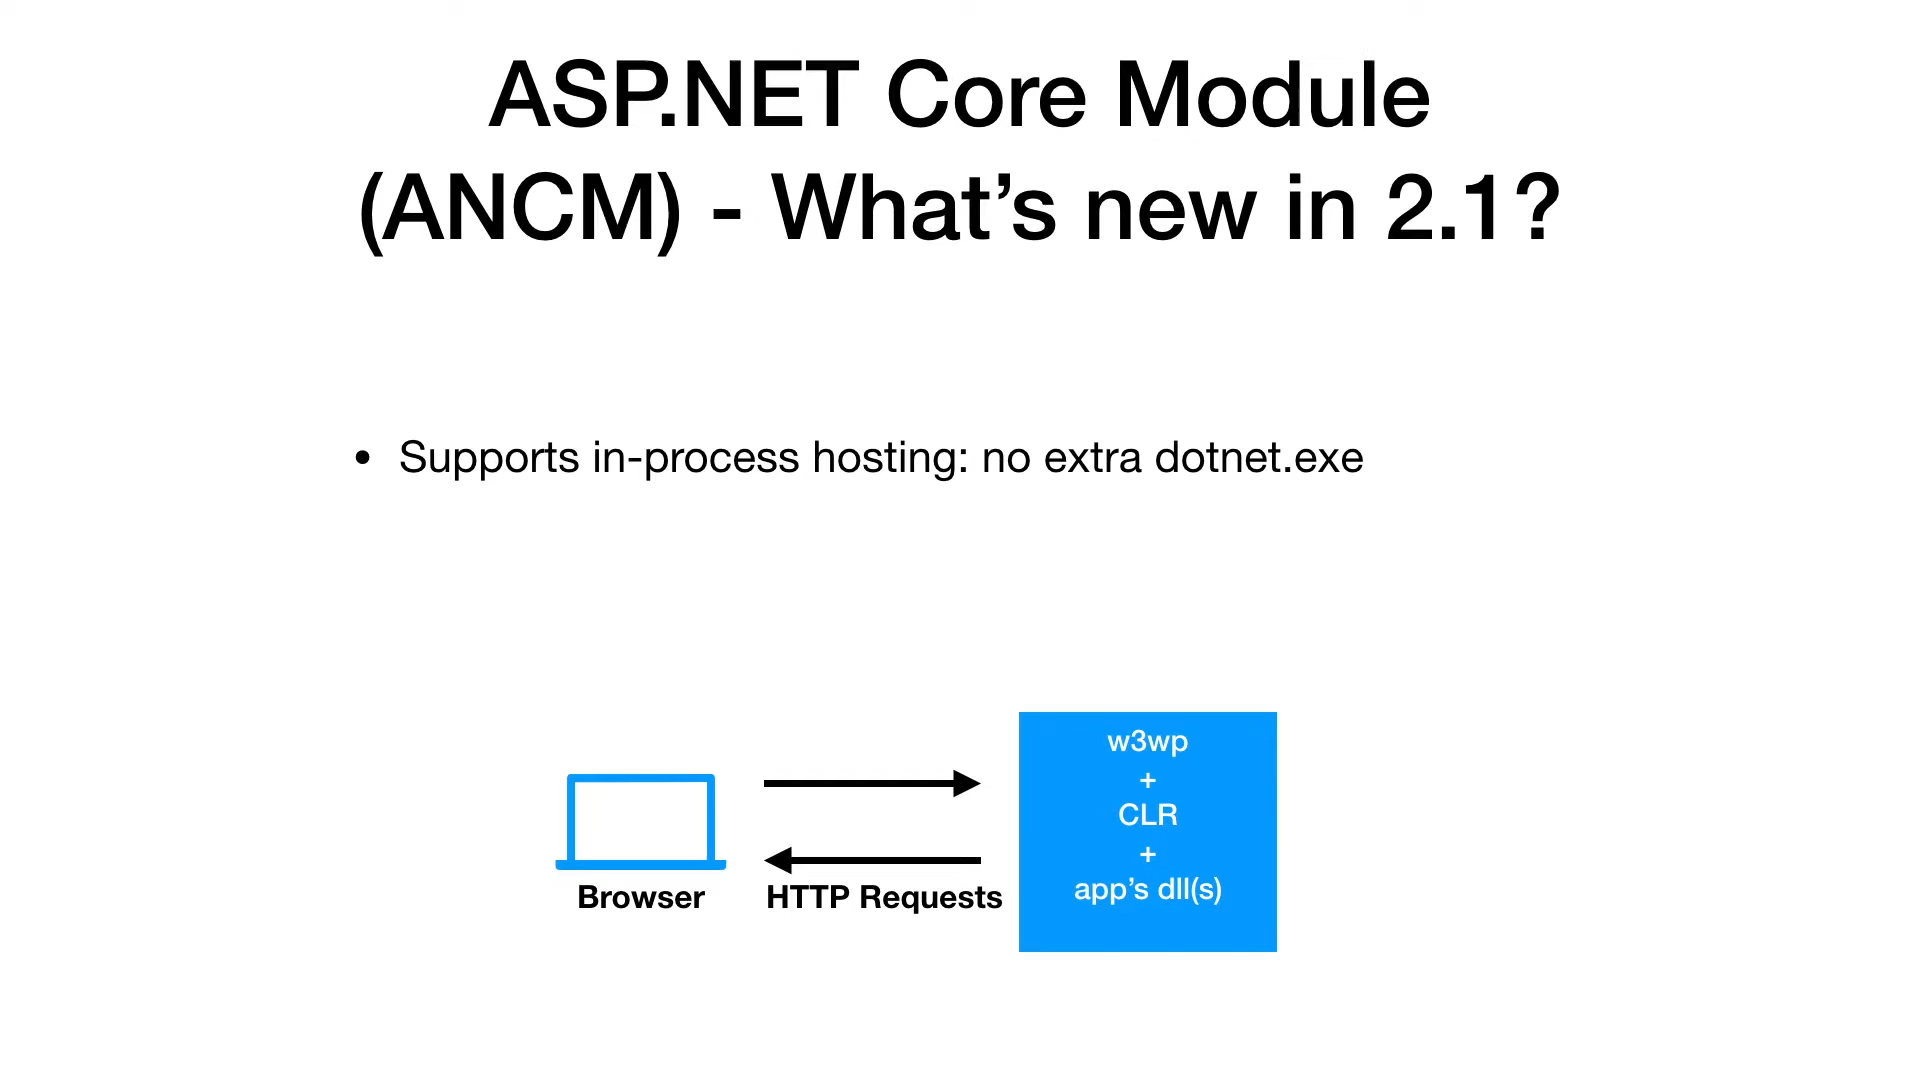 ASP.NET Core Module
(ANCM) - What’s new in 2.1?
• Supports in-process hosting: no extra dotnet.exe
w3wp
+
CLR
+
app’s dll(s)
Browser
HTTP Requests